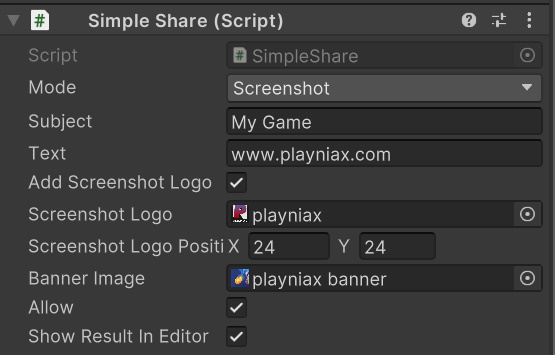 Simple Share (Script)
Script SimpleShare
Mode Screenshot
Subject My Game
Text www.playniax.com
Add Screenshot Logo
Screenshot Logo playniax
Screenshot Logo Positi X 24 Y 24
Banner Image playniax banner
Allow
Show Result In Editor